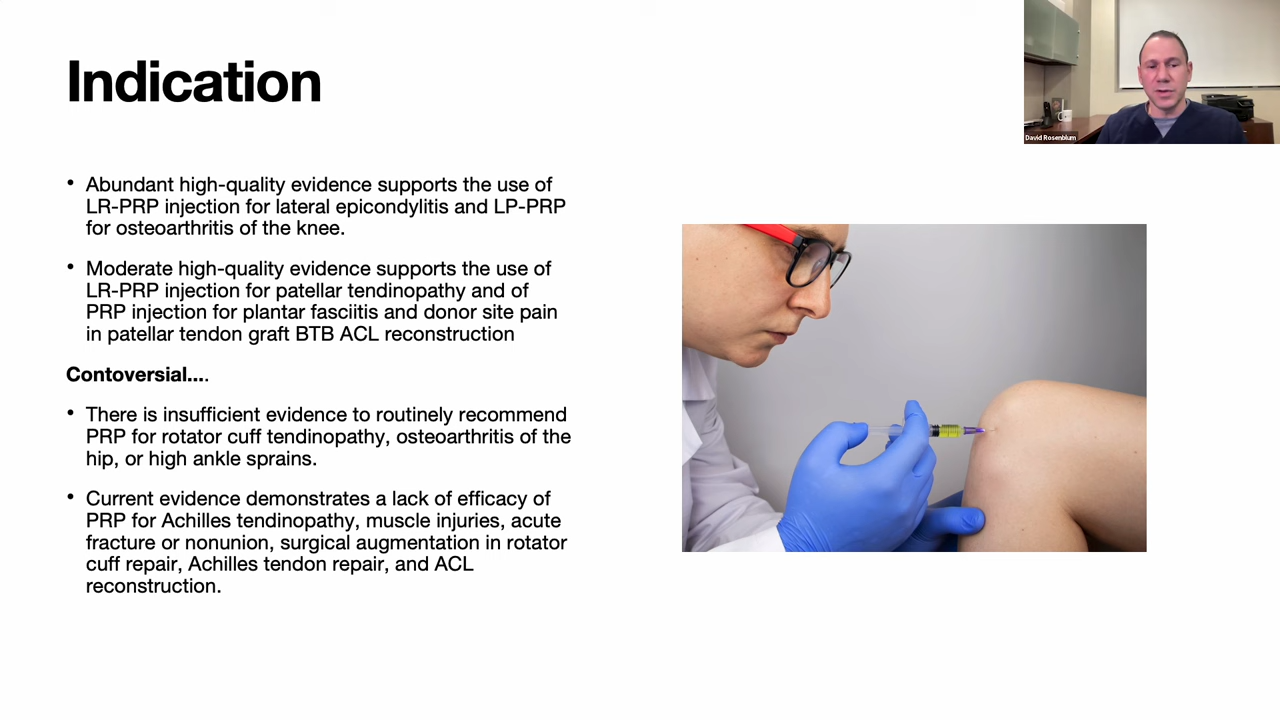 Indication
David Rosenblum
• Abundant high-quality evidence supports the use of
LR-PRP injection for lateral epicondylitis and LP-PRP
for osteoarthritis of the knee.
• Moderate high-quality evidence supports the use of
LR-PRP injection for patellar tendinopathy and of
PRP injection for plantar fasciitis and donor site pain
in patellar tendon graft BTB ACL reconstruction
Contoversial....
• There is insufficient evidence to routinely recommend
PRP for rotator cuff tendinopathy, osteoarthritis of the
hip, or high ankle sprains.
• Current evidence demonstrates a lack of efficacy of
PRP for Achilles tendinopathy, muscle injuries, acute
fracture or nonunion, surgical augmentation in rotator
cuff repair, Achilles tendon repair, and ACL
reconstruction.